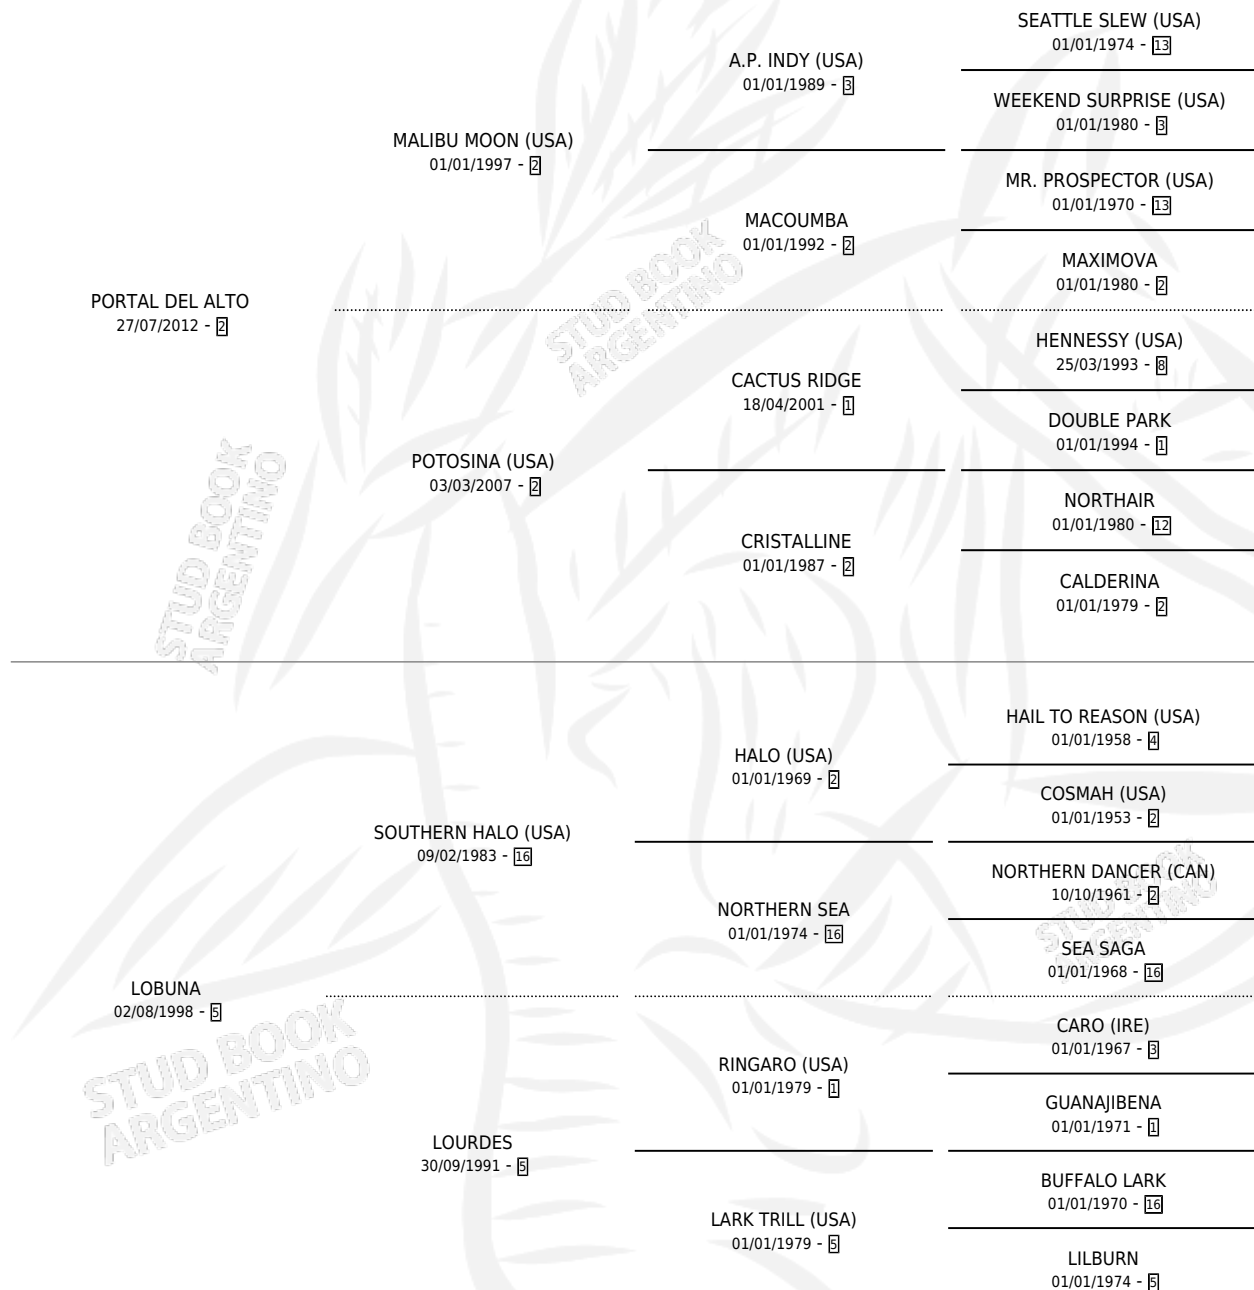 SEATTLE SLEW (USA)
01/01/1974 - 13
A.P. INDY (USA)
01/01/1989 - 3
WEEKEND SURPRISE (USA)
01/01/1980 - 3
MALIBU MOON (USA)
01/01/1997 - 2
MR. PROSPECTOR (USA)
01/01/1970 - 13
MACOUMBA
01/01/1992 - 2
MAXIMOVA
01/01/1980 - 2
PORTAL DEL ALTO
27/07/2012 - 2
HENNESSY (USA)
25/03/1993 - 8
CACTUS RIDGE
18/04/2001 - 1
DOUBLE PARK
01/01/1994 - 1
POTOSINA (USA)
03/03/2007 - 2
NORTHAIR
01/01/1980 - 12
CRISTALLINE
01/01/1987 - 2
CALDERINA
01/01/1979 - 2
HAIL TO REASON (USA)
01/01/1958 - 4
HALO (USA)
01/01/1969 - 2
COSMAH (USA)
01/01/1953 - 2
SOUTHERN HALO (USA)
09/02/1983 - 16
NORTHERN DANCER (CAN)
10/10/1961 - 2
NORTHERN SEA
01/01/1974 - 16
SEA SAGA
01/01/1968 - 16
LOBUNA
02/08/1998 - 5
CARO (IRE)
01/01/1967 - 3
RINGARO (USA)
01/01/1979 - 1
GUANAJIBENA
01/01/1971 - 1
LOURDES
30/09/1991 - 5
BUFFALO LARK
01/01/1970 - 16
LARK TRILL (USA)
01/01/1979 - 5
LILBURN
01/01/1974 - 5
STUD BOOK
ARGENTINO
STUD BOOK
ARGENTINO
STUD BOOK
ARGENTINO
STUD BOOK
ARGENTINO